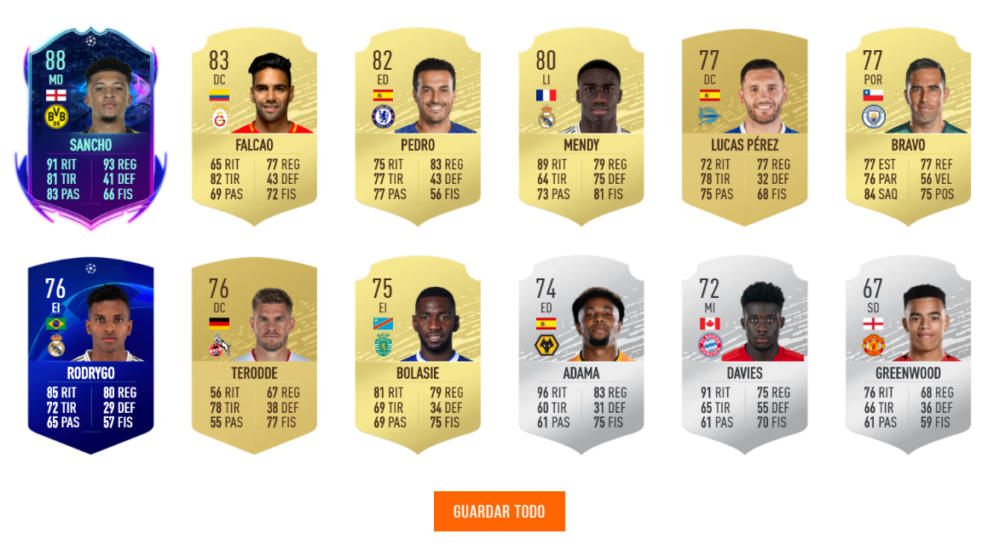 88
MD
SANCHO
91 RIT 93 REG
81 TIR 41 DEF
83 PAS 66 FIS
83
DC
FALCAO
65 RIT 77 REG
82 TIR 43 DEF
69 PAS 72 FIS
82
ED
PEDRO
75 RIT 83 REG
77 TIR 43 DEF
77 PAS 56 FIS
80
LI
MENDY
89 RIT 79 REG
64 TIR 75 DEF
73 PAS 81 FIS
77
DC
LUCAS PÉREZ
72 RIT 77 REG
78 TIR 32 DEF
75 PAS 68 FIS
77
POR
BRAVO
77 EST 77 REF
76 PAR 56 VEL
84 SAQ 75 POS
76
EI
RODRYGO
85 RIT 80 REG
72 TIR 29 DEF
65 PAS 57 FIS
76
DC
TERODDE
56 RIT 67 REG
78 TIR 38 DEF
55 PAS 77 FIS
75
EI
BOLASIE
81 RIT 79 REG
69 TIR 34 DEF
69 PAS 75 FIS
74
ED
ADAMA
96 RIT 83 REG
60 TIR 31 DEF
61 PAS 75 FIS
72
MI
DAVIES
91 RIT 75 REG
65 TIR 55 DEF
61 PAS 70 FIS
67
SD
GREENWOOD
76 RIT 68 REG
66 TIR 36 DEF
61 PAS 59 FIS
GUARDAR TODO